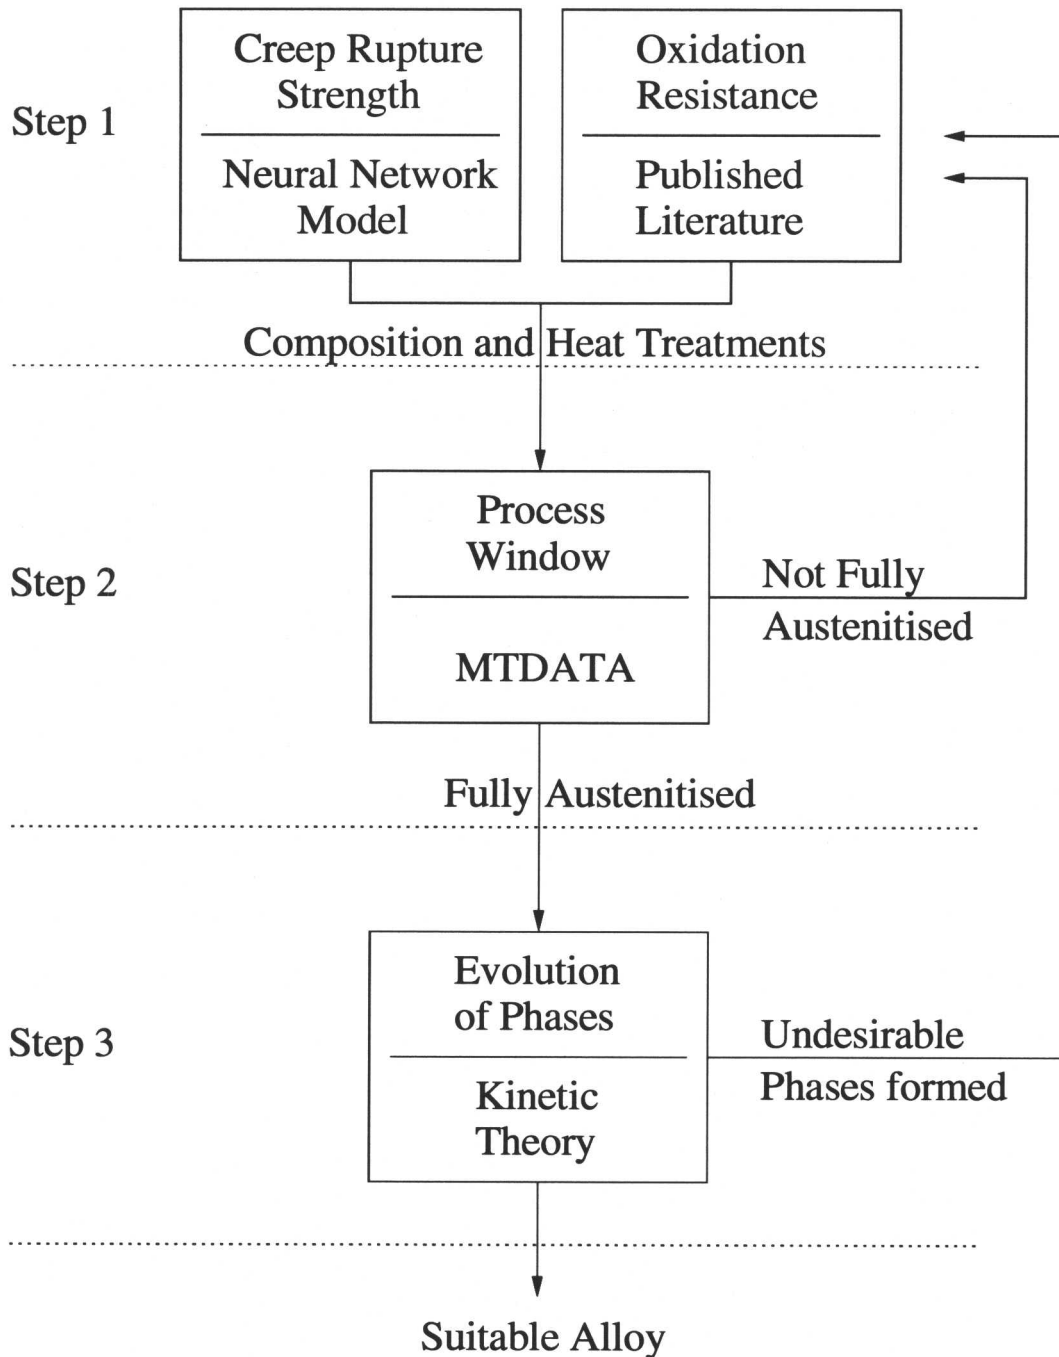 Step 1
Creep Rupture
Strength
Neural Network
Model
Oxidation
Resistance
Published
Literature
Composition and Heat Treatments
Step 2
Process
Window
MTDATA
Not Fully
Austenitised
Fully Austenitised
Step 3
Evolution
of Phases
Kinetic
Theory
Undesirable
Phases formed
Suitable Alloy